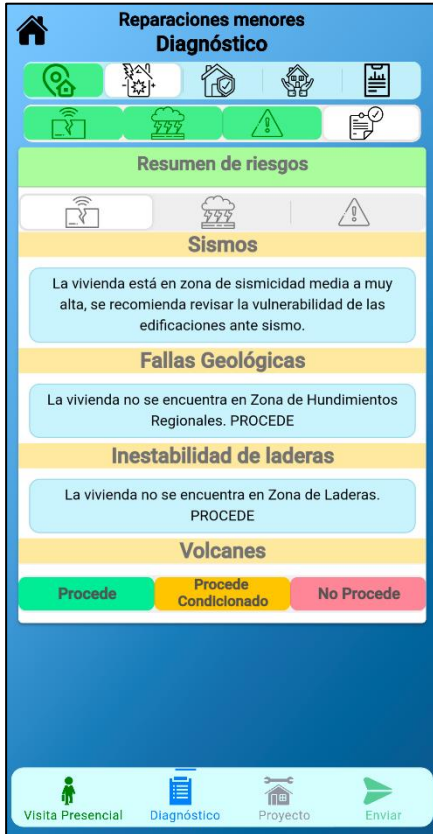 Reparaciones menores
Diagnóstico
Resumen de riesgos
Sismos
La vivienda está en zona de sismicidad media a muy
alta, se recomienda revisar la vulnerabilidad de las
edificaciones ante sismo.
Fallas Geológicas
La vivienda no se encuentra en Zona de Hundimientos
Regionales. PROCEDE
Inestabilidad de laderas
La vivienda no se encuentra en Zona de Laderas.
PROCEDE
Volcanes
Procede
Procede
Condicionado
No Procede
Visita Presencial
Diagnóstico
Proyecto
Enviar